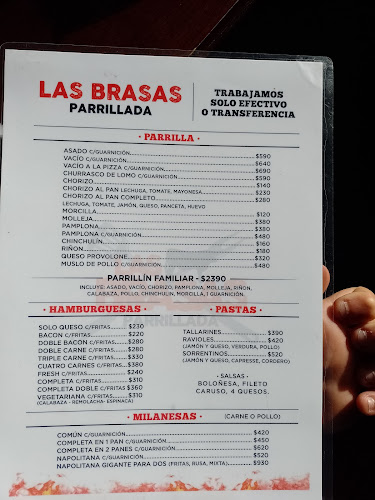 LAS BRASAS
PARRILLADA
TRABAJAMOS
SOLO EFECTIVO
O TRANSFERENCIA
· PARRILLA ·
ASADO C/GUARNICIÓN $590
VACÍO C/GUARNICIÓN $640
VACÍO A LA PIZZA C/GUARNICIÓN $690
CHURRASCO DE LOMO C/GUARNICIÓN $590
CHORIZO $140
CHORIZO AL PAN LECHUGA, TOMATE, MAYONESA $230
CHORIZO AL PAN COMPLETO $280
LECHUGA, TOMATE, JAMÓN, QUESO, PANCETA, HUEVO
MORCILLA $120
MOLLEJA $380
PAMPLONA $380
PAMPLONA C/GUARNICIÓN $480
CHINCHULÍN $160
RIÑON $180
QUESO PROVOLONE $320
MUSLO DE POLLO C/GUARNICIÓN $480
PARRILLÍN FAMILIAR - $2390
INCLUYE: ASADO, VACÍO, CHORIZO, PAMPLONA, MOLLEJA, RIÑON,
CALABAZA, POLLO, CHINCHULIN, MORCILLA, 1 GUARNICIÓN.
HAMBURGUESAS ·
SOLO QUESO C/FRITAS $230
BACÓN C/FRITAS $220
DOBLE BACÓN C/FRITAS $280
DOBLE CARNE C/FRITAS $280
TRIPLE CARNE C/FRITAS $330
CUATRO CARNES C/FRITAS $380
FRESH C/FRITAS $240
COMPLETA C/FRITAS $310
COMPLETA DOBLE C/FRITAS $360
VEGETARIANA C/FRITAS $310
(CALABAZA - REMOLACHA- ESPINACA)
· PASTAS ·
TALLARINES $390
RAVIOLES $420
(JAMÓN Y QUESO, VERDURA, POLLO)
SORRENTINOS $520
(JAMÓN Y QUESO, CAPRESSE, CORDERO)
· SALSAS ·
BOLOÑESA, FILETO
CARUSO, 4 QUESOS.
PARRILLADA
· MILANESAS · (CARNE O POLLO)
COMÚN C/GUARNICIÓN $420
COMPLETA EN 1 PAN C/GUARNICIÓN $450
COMPLETA EN 2 PANES C/GUARNICIÓN $620
NAPOLITANA C/GUARNICIÓN $520
NAPOLITANA GIGANTE PARA DOS (FRITAS, RUSA, MIXTA) $930